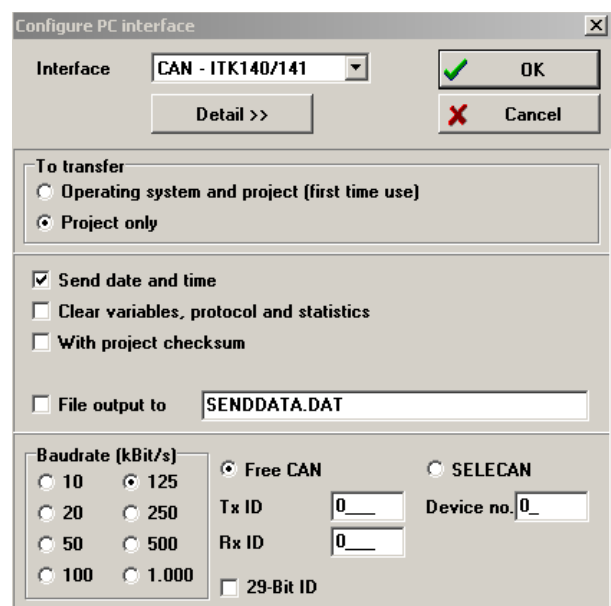 Configure PC interface
Interface CAN - ITK140/141 OK
Detail >> Cancel
To transfer
Operating system and project (first time use)
Project only
Send date and time
Clear variables, protocol and statistics
With project checksum
File output to SENDDATA.DAT
Baudrate (kBit/s)
10 125 Free CAN SELECAN
20 250 Tx ID 0___ Device no. 0_
50 500 Rx ID 0___
100 1.000 29-Bit ID